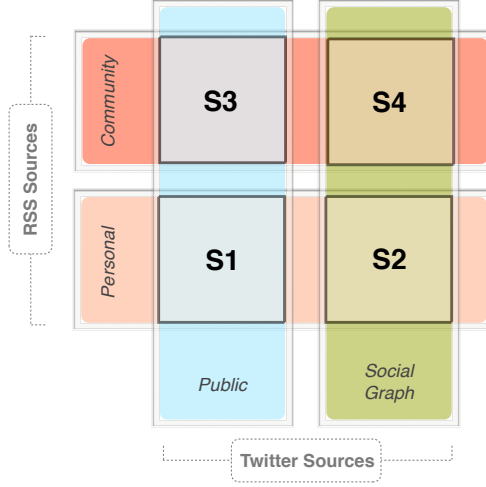 Community
S3
S4
RSS Sources
Personal
S1
S2
Public
Social
Graph
Twitter Sources